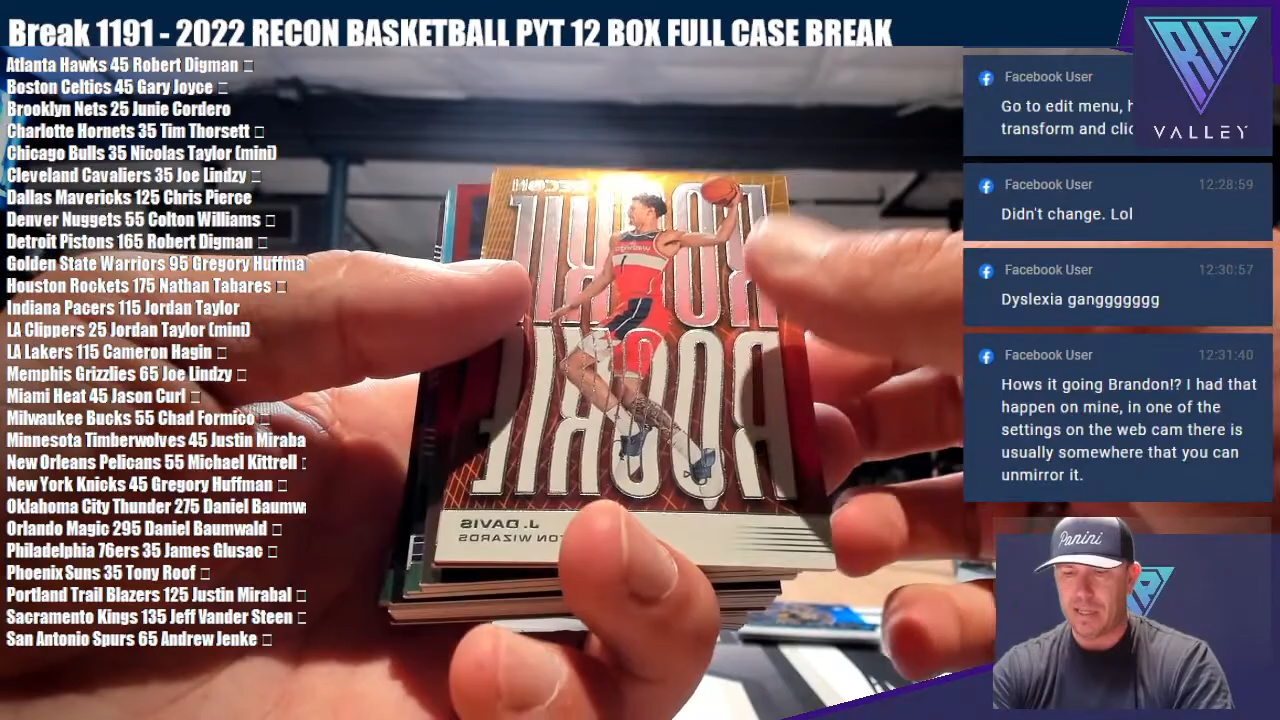 Break 1191 - 2022 RECON BASKETBALL PYT 12 BOX FULL CASE BREAK
Atlanta Hawks 45 Robert Digman
Boston Celtics 45 Gary Joyce
Brooklyn Nets 25 Junie Cordero
Charlotte Hornets 35 Tim Thorsett
Chicago Bulls 35 Nicolas Taylor (mini)
Cleveland Cavaliers 35 Joe Lindzy
Dallas Mavericks 125 Chris Pierce
Denver Nuggets 55 Colton Williams
Detroit Pistons 165 Robert Digman
Golden State Warriors 95 Gregory Huffma
Houston Rockets 175 Nathan Tabares
Indiana Pacers 115 Jordan Taylor
LA Clippers 25 Jordan Taylor (mini)
LA Lakers 115 Cameron Hagin
Memphis Grizzlies 65 Joe Lindzy
Miami Heat 45 Jason Curl
Milwaukee Bucks 55 Chad Formico
Minnesota Timberwolves 45 Justin Miraba
New Orleans Pelicans 55 Michael Kittrell
New York Knicks 45 Gregory Huffman
Oklahoma City Thunder 275 Daniel Baumw
Orlando Magic 295 Daniel Baumwald
Philadelphia 76ers 35 James Glusac
Phoenix Suns 35 Tony Roof
Portland Trail Blazers 125 Justin Mirabal
Sacramento Kings 135 Jeff Vander Steen
San Antonio Spurs 65 Andrew Jenke
RECON
ROOKIE
ROOKIE
1
J. DAVIS
TON WIZARDS
Facebook User
Go to edit menu, h
transform and clic
RIP
VALLEY
Facebook User 12:28:59
Didn't change. Lol
Facebook User 12:30:57
Dyslexia ganggggggg
Facebook User 12:31:40
Hows it going Brandon!? I had that
happen on mine, in one of the
settings on the web cam there is
usually somewhere that you can
unmirror it.
Panini